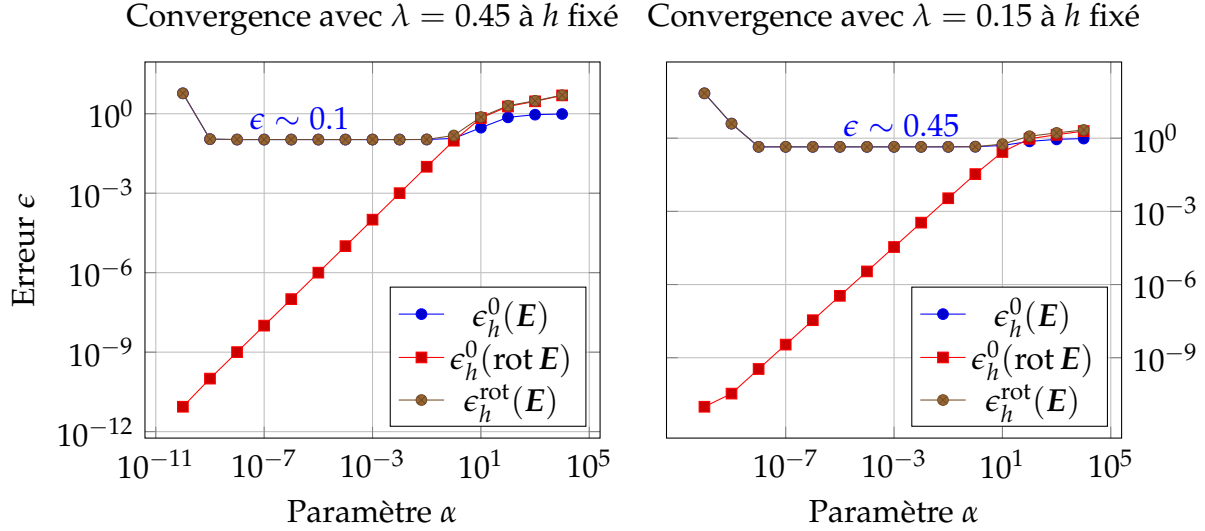 Convergence avec λ = 0.45 à h fixé
Convergence avec λ = 0.15 à h fixé
Erreur ϵ
10^0
10^−3
10^−6
10^−9
10^−12
ϵ ∼ 0.1
ϵ_h^0(E)
ϵ_h^0(rot E)
ϵ_h^rot(E)
10^−11
10^−7
10^−3
10^1
10^5
Paramètre α
ϵ ∼ 0.45
10^0
10^−3
10^−6
10^−9
ϵ_h^0(E)
ϵ_h^0(rot E)
ϵ_h^rot(E)
10^−7
10^−3
10^1
10^5
Paramètre α